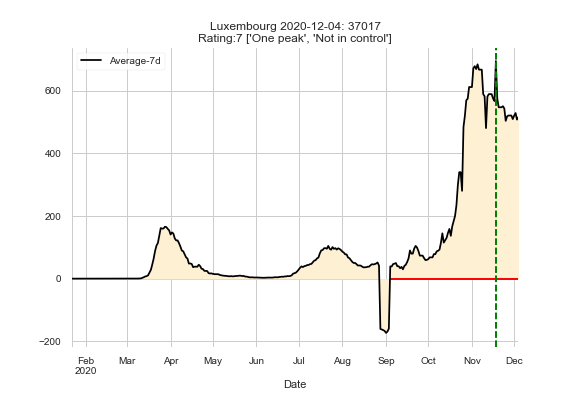 Luxembourg 2020-12-04: 37017
Rating:7 ['One peak', 'Not in control']
Average-7d
600
400
200
0
−200
Feb Mar Apr May Jun Jul Aug Sep Oct Nov Dec
2020
Date